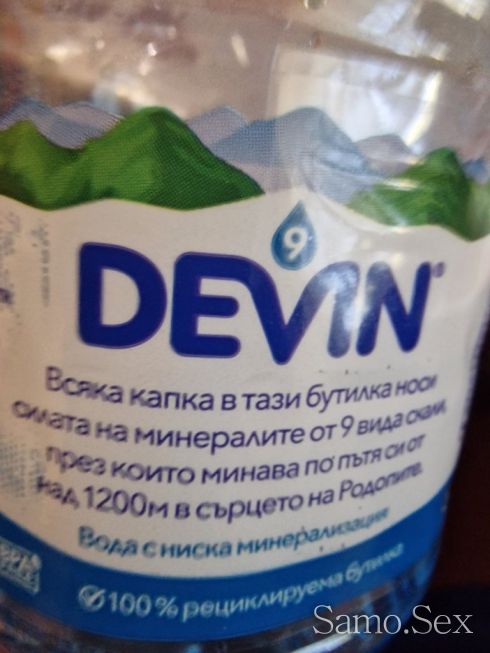 9
DEVIN®
Всяка капка в тази бутилка носи
силата на минералите от 9 вида скали,
през които минава по пътя си от
над 1200м в сърцето на Родопите.
Вода с ниска минерализация
100% рециклируема бутилка
Samo.Sex